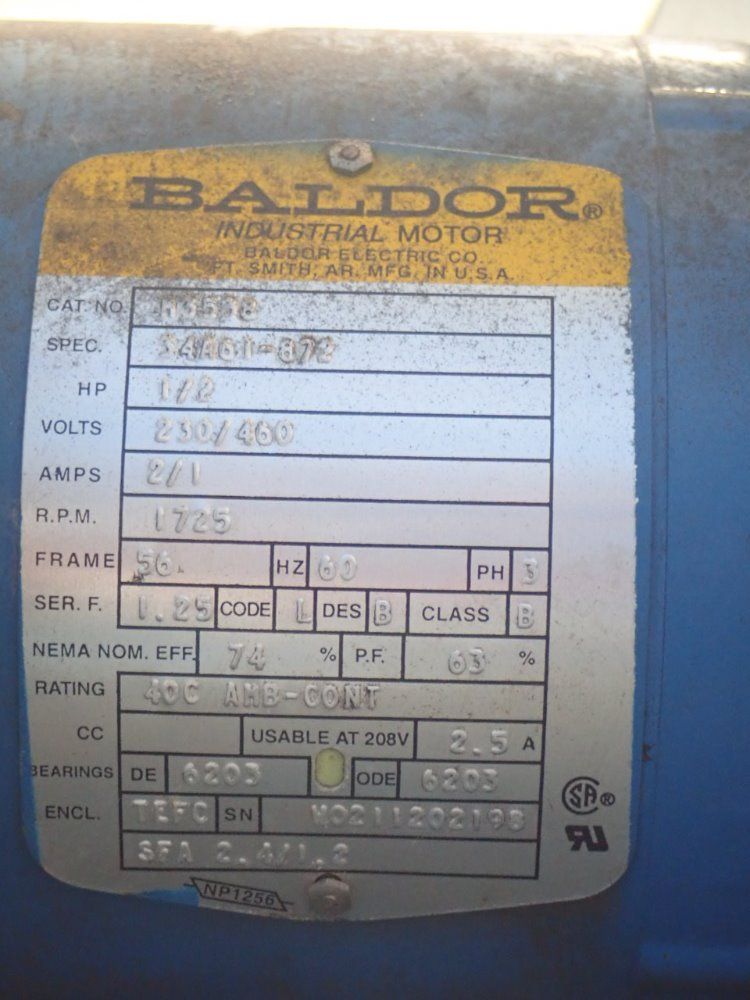 BALDOR®
INDUSTRIAL MOTOR
BALDOR ELECTRIC CO.
FT. SMITH, AR. MFG. IN U.S.A.
CAT. NO. M3538
SPEC. 34A61-872
HP 1/2
VOLTS 230/460
AMPS 2/1
R.P.M. 1725
FRAME 56 HZ 60 PH 3
SER. F. 1.25 CODE L DES B CLASS B
NEMA NOM. EFF. 74 % P.F. 63 %
RATING 40C AMB-CONT
CC USABLE AT 208V 2.5 A
BEARINGS DE 6203 ODE 6203
ENCL. TEFC SN
SFA 2.4/1.2
NP1256